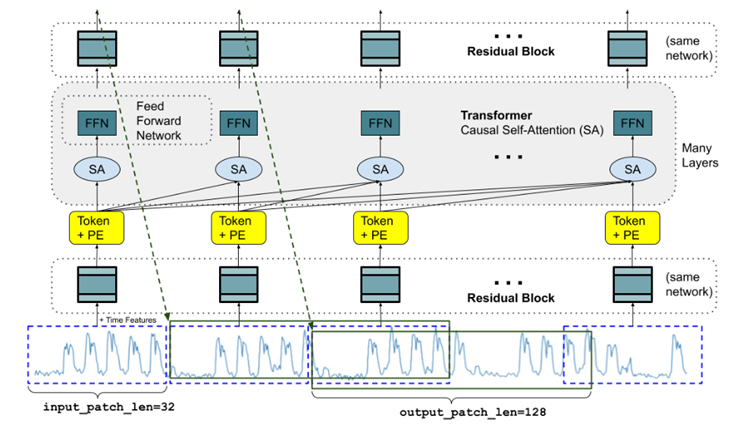 ...
Residual Block
(same
network)
Feed
Forward
Network
FFN
FFN
FFN
FFN
Transformer
Causal Self-Attention (SA)
...
SA
SA
SA
SA
Many
Layers
Token
+ PE
Token
+ PE
Token
+ PE
Token
+ PE
...
Residual Block
(same
network)
+ Time Features
input_patch_len=32
output_patch_len=128